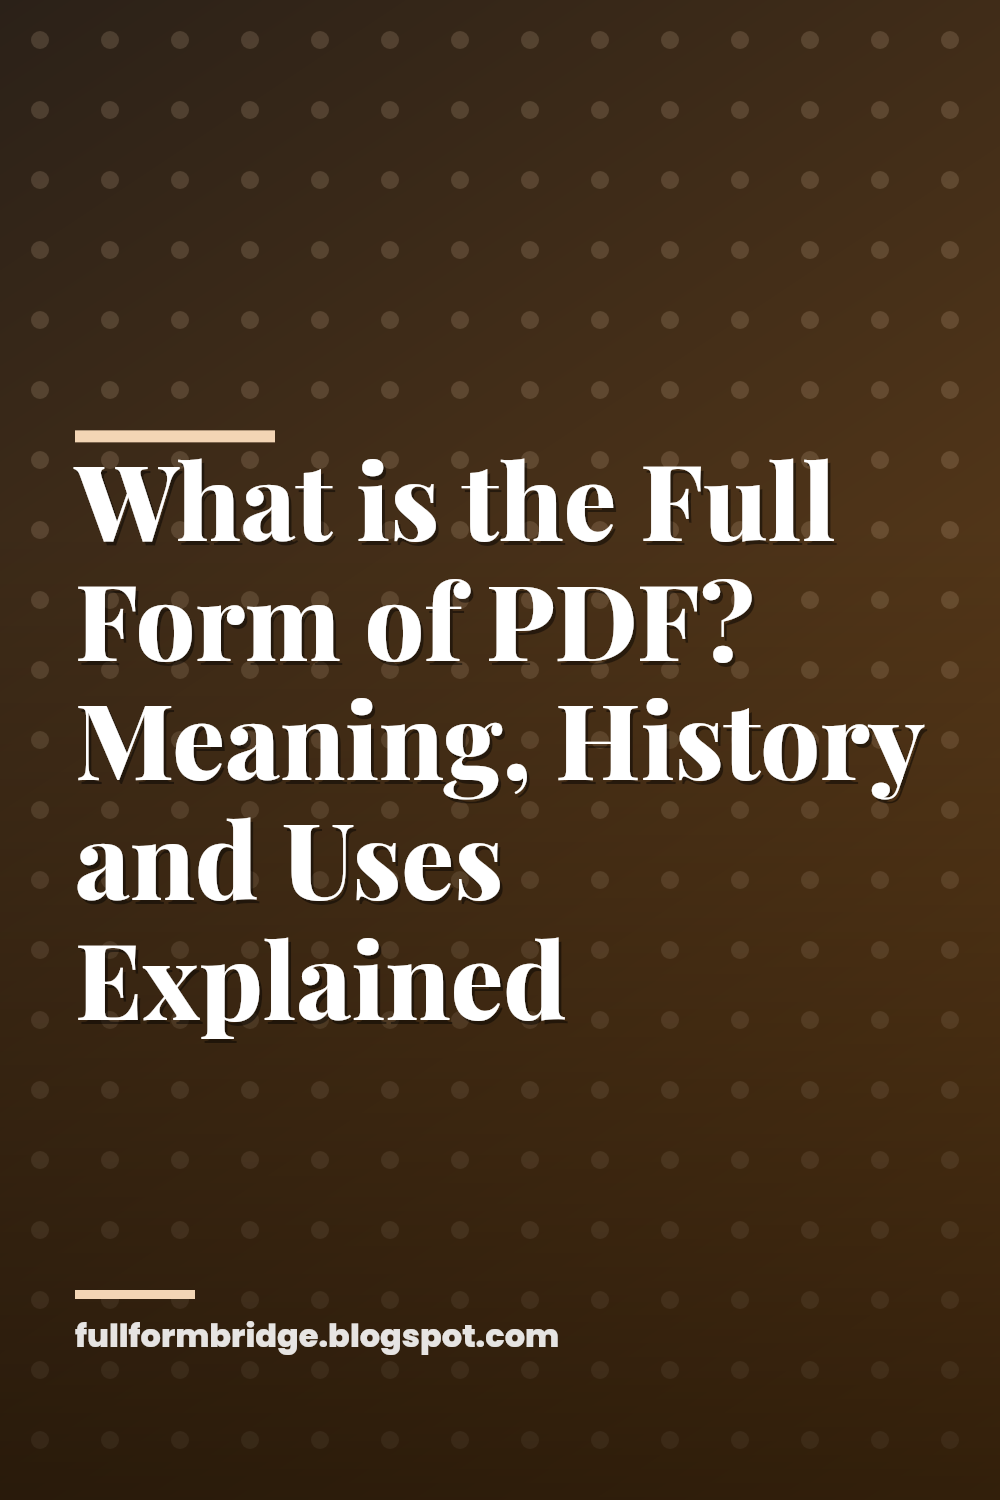 What is the Full
Form of PDF?
Meaning, History
and Uses
Explained
fullformbridge.blogspot.com